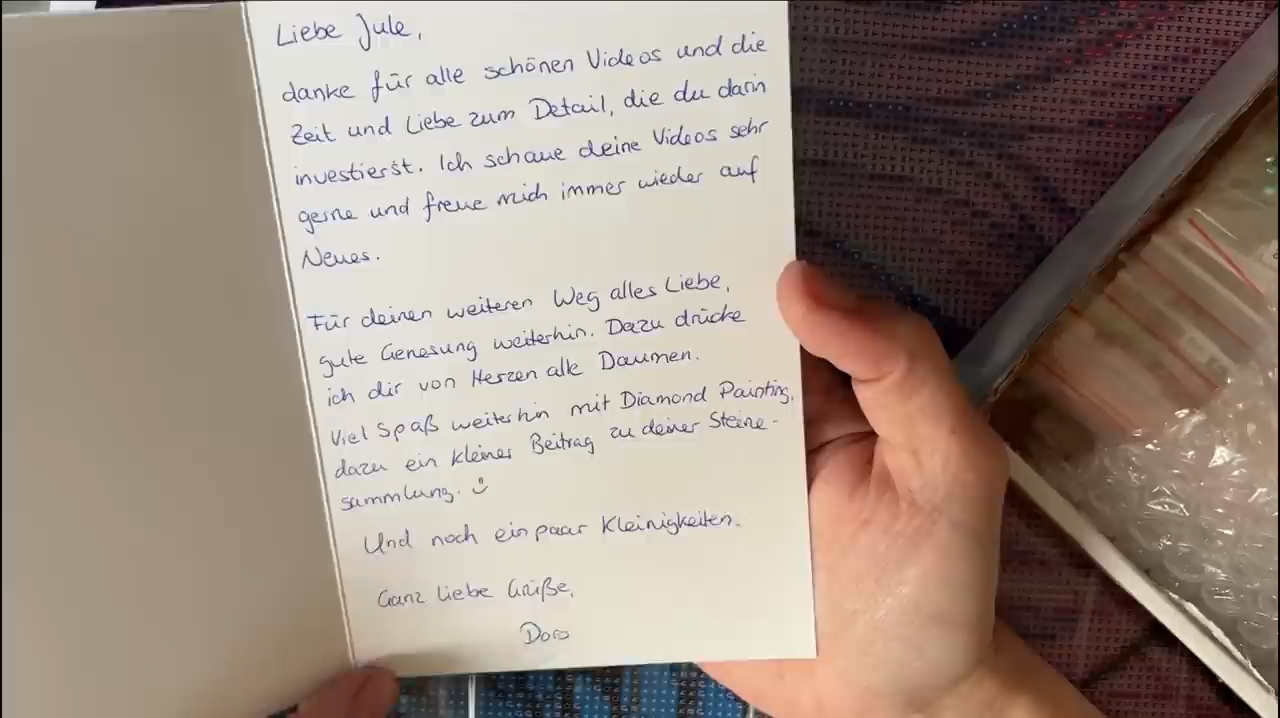 Liebe Jule,
danke für alle schönen Videos und die
Zeit und Liebe zum Detail, die du darin
investierst. Ich schaue deine Videos sehr
gerne und freue mich immer wieder auf
Neues.
Für deinen weiteren Weg alles Liebe,
gute Genesung weiterhin. Dazu drücke
ich dir von Herzen alle Daumen.
Viel Spaß weiterhin mit Diamond Painting,
dazu ein kleiner Beitrag zu deiner Steine-
sammlung. ☺
Und noch ein paar Kleinigkeiten.
Ganz liebe Grüße,
Doro